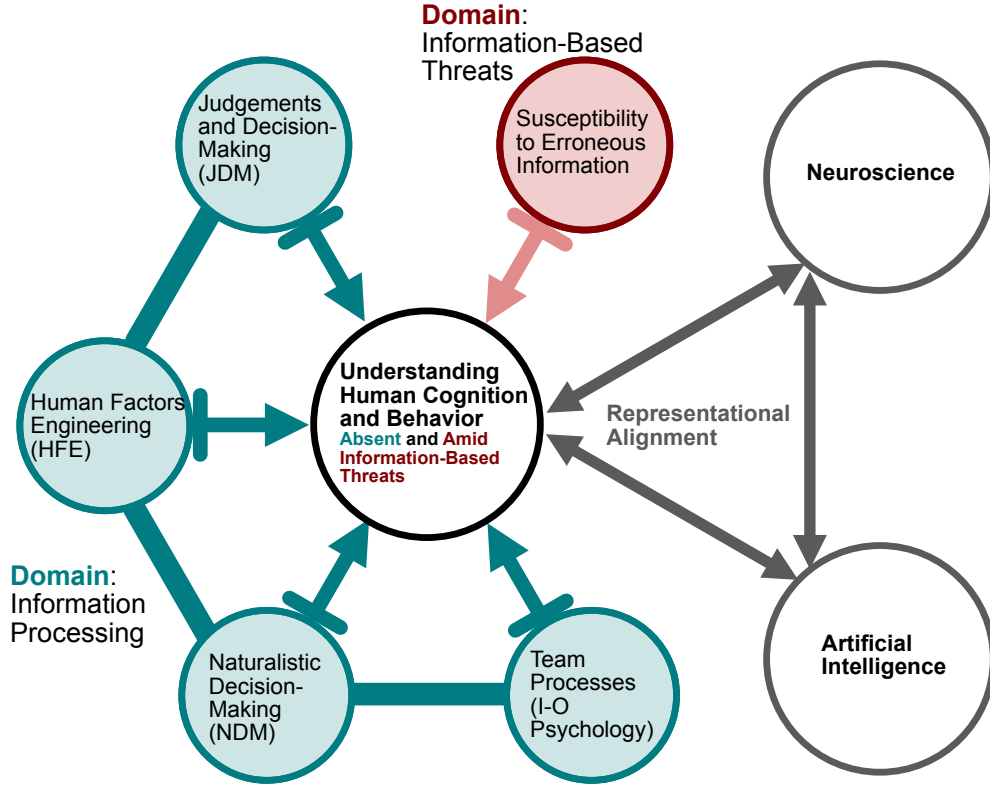 Domain:
Information-Based
Threats
Judgements
and Decision-
Making
(JDM)
Susceptibility
to Erroneous
Information
Neuroscience
Human Factors
Engineering
(HFE)
Understanding
Human Cognition
and Behavior
Absent and Amid
Information-Based
Threats
Representational
Alignment
Domain:
Information
Processing
Naturalistic
Decision-
Making
(NDM)
Team
Processes
(I-O
Psychology)
Artificial
Intelligence